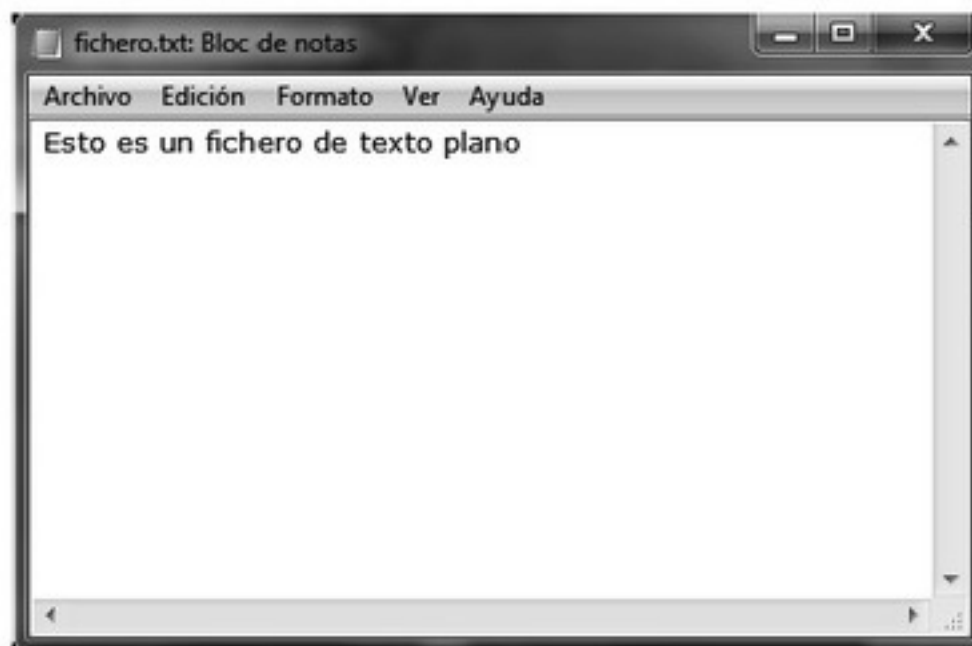 fichero.txt: Bloc de notas
Archivo Edición Formato Ver Ayuda
Esto es un fichero de texto plano